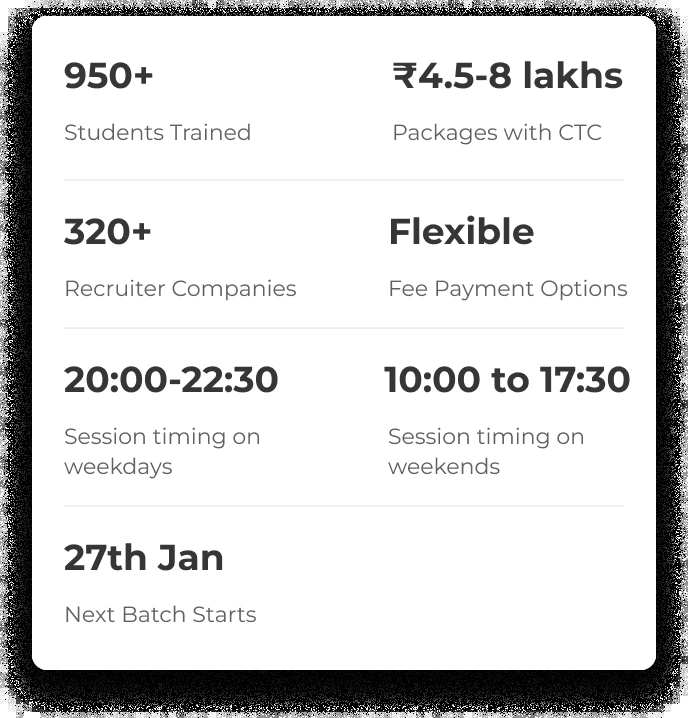 950+
₹4.5-8 lakhs
Students Trained
Packages with CTC
320+
Flexible
Recruiter Companies
Fee Payment Options
20:00-22:30
10:00 to 17:30
Session timing on
weekdays
Session timing on
weekends
27th Jan
Next Batch Starts